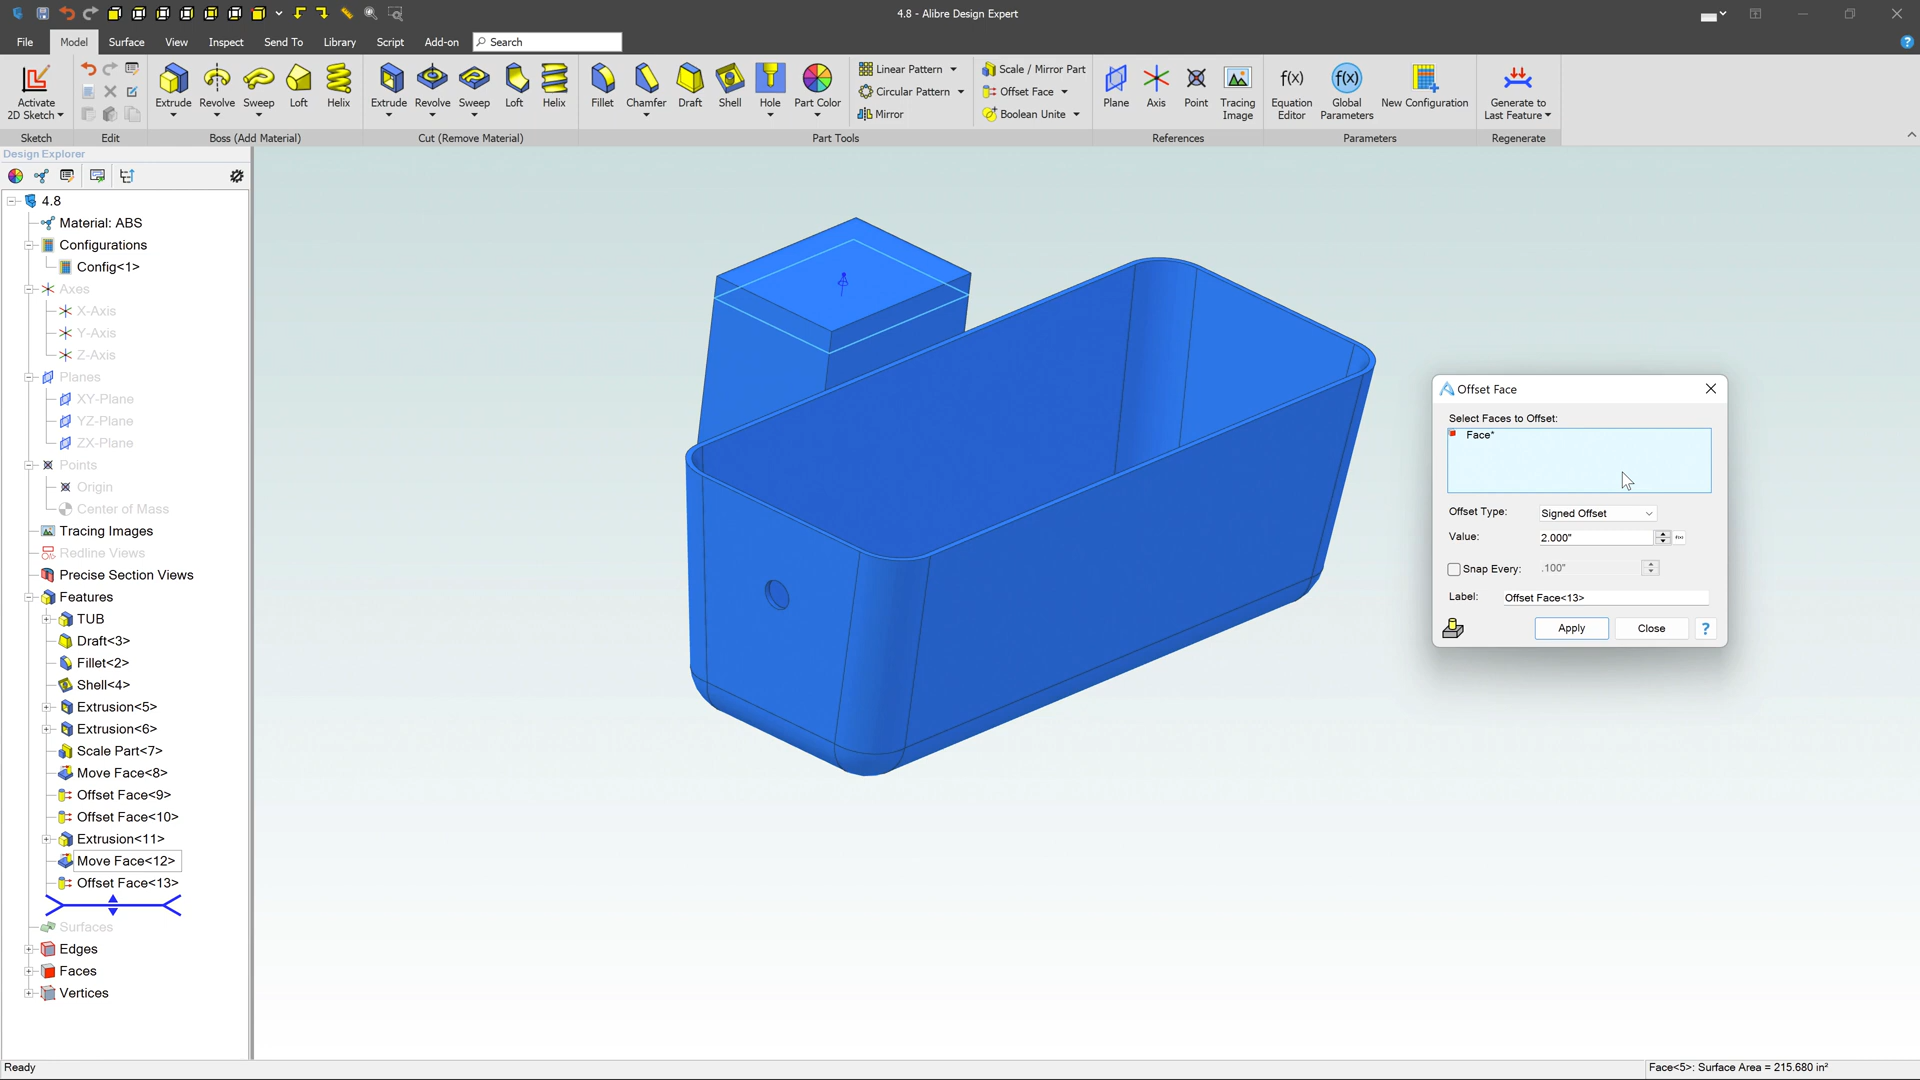 4.8 - Alibre Design Expert
File Model Surface View Inspect Send To Library Script Add-on Search
Activate
2D Sketch
Extrude Revolve Sweep Loft Helix
Extrude Revolve Sweep Loft Helix
Fillet Chamfer Draft Shell Hole Part Color
Linear Pattern
Circular Pattern
Mirror
Scale / Mirror Part
Offset Face
Boolean Unite
Plane Axis Point
Tracing
Image
f(x)
Equation
Editor
f(x)
Global
Parameters
New Configuration
Generate to
Last Feature
Sketch Edit Boss (Add Material) Cut (Remove Material) Part Tools References Parameters Regenerate
Design Explorer
4.8
Material: ABS
Configurations
Config<1>
Axes
X-Axis
Y-Axis
Z-Axis
Planes
XY-Plane
YZ-Plane
ZX-Plane
Points
Origin
Center of Mass
Tracing Images
Redline Views
Precise Section Views
Features
TUB
Draft<3>
Fillet<2>
Shell<4>
Extrusion<5>
Extrusion<6>
Scale Part<7>
Move Face<8>
Offset Face<9>
Offset Face<10>
Extrusion<11>
Move Face<12>
Offset Face<13>
Surfaces
Edges
Faces
Vertices
Offset Face
Select Faces to Offset:
Face*
Offset Type: Signed Offset
Value: 2.000"
Snap Every: .100"
Label: Offset Face<13>
Apply Close ?
Ready
Face<5>: Surface Area = 215.680 in²